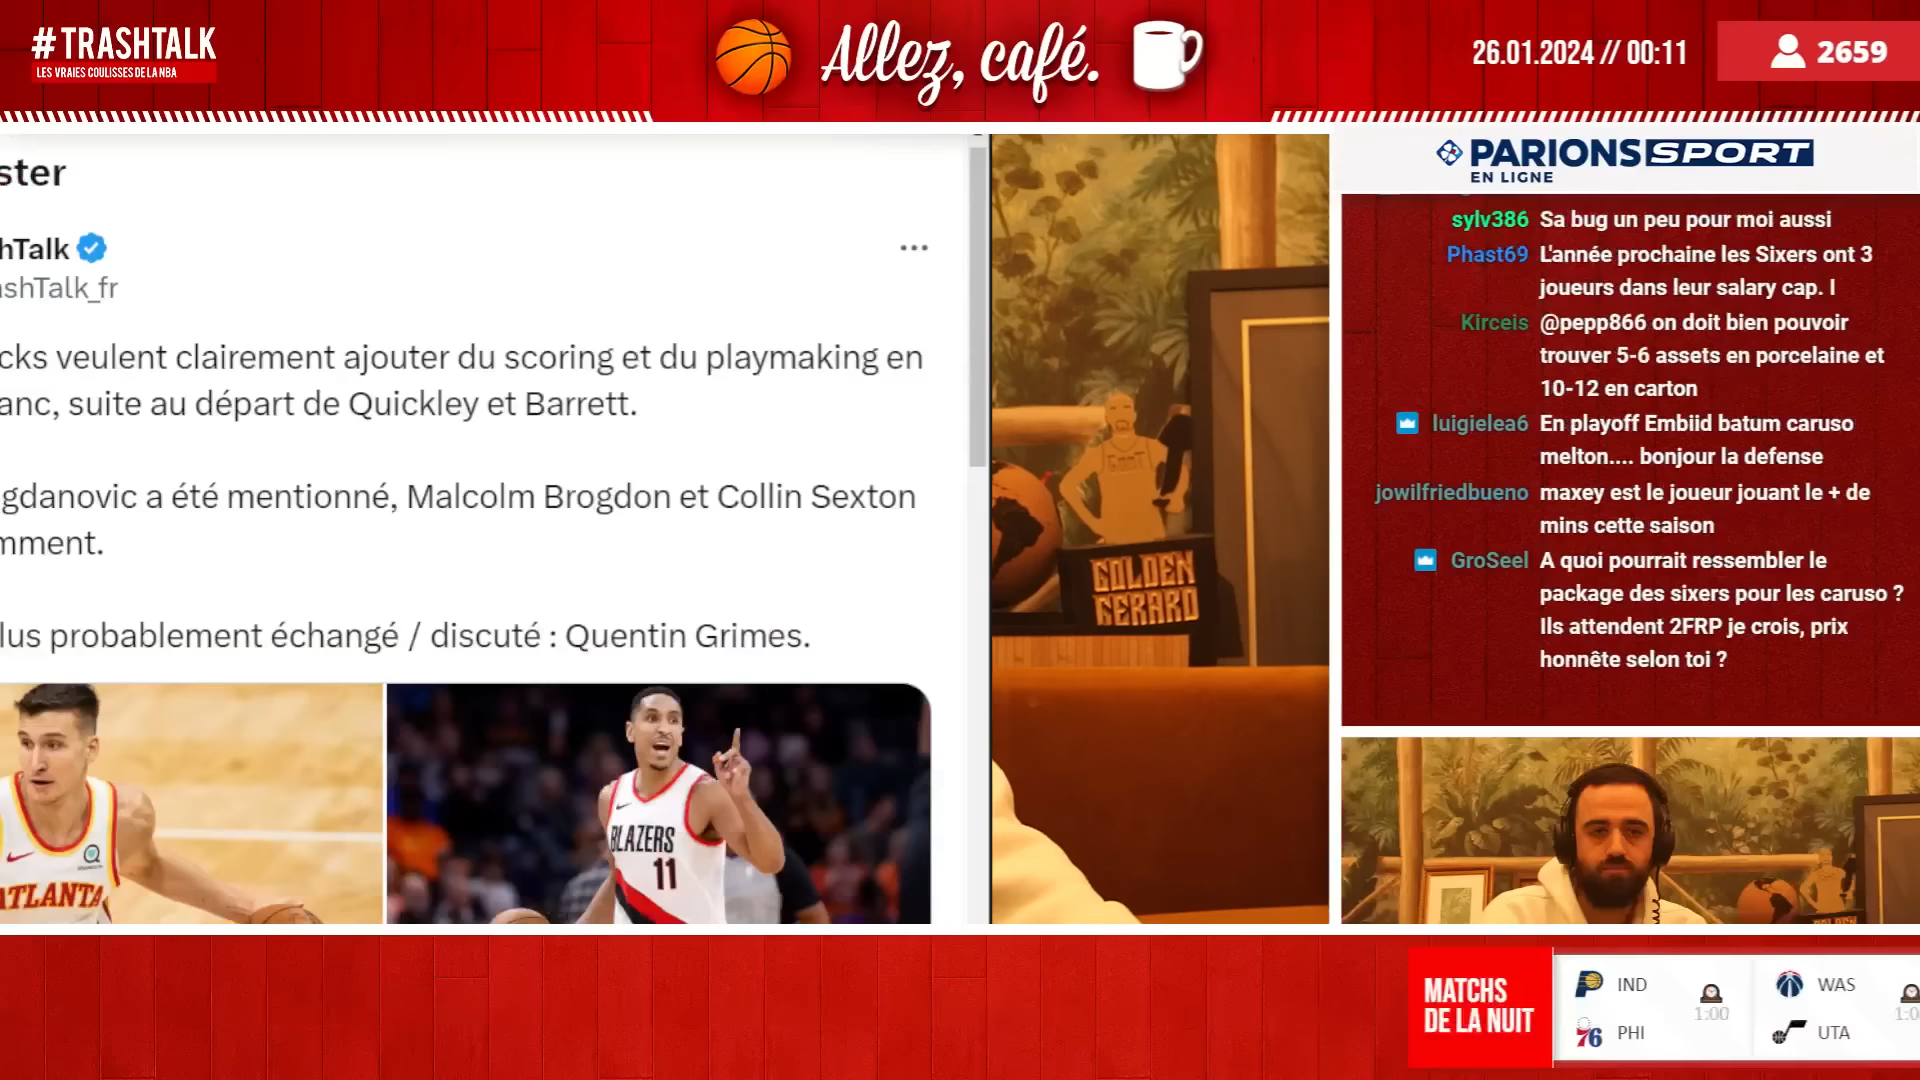 #TRASHTALK
LES VRAIES COULISSES DE LA NBA
Allez, café.
26.01.2024 // 00:11
2659
ster
hTalk
ashTalk_fr
cks veulent clairement ajouter du scoring et du playmaking en
anc, suite au départ de Quickley et Barrett.
gdanovic a été mentionné, Malcolm Brogdon et Collin Sexton
mment.
lus probablement échangé / discuté : Quentin Grimes.
ATLANTA
BLAZERS
11
GOAT
GOLDEN
GERARD
PARIONS SPORT
EN LIGNE
sylv386 Sa bug un peu pour moi aussi
Phast69 L'année prochaine les Sixers ont 3
joueurs dans leur salary cap. I
Kirceis @pepp866 on doit bien pouvoir
trouver 5-6 assets en porcelaine et
10-12 en carton
luigielea6 En playoff Embiid batum caruso
melton.... bonjour la defense
jowilfriedbueno maxey est le joueur jouant le + de
mins cette saison
GroSeel A quoi pourrait ressembler le
package des sixers pour les caruso ?
Ils attendent 2FRP je crois, prix
honnête selon toi ?
GOLDEN
MATCHS
DE LA NUIT
IND
PHI
1:00
WAS
UTA
1:0
76